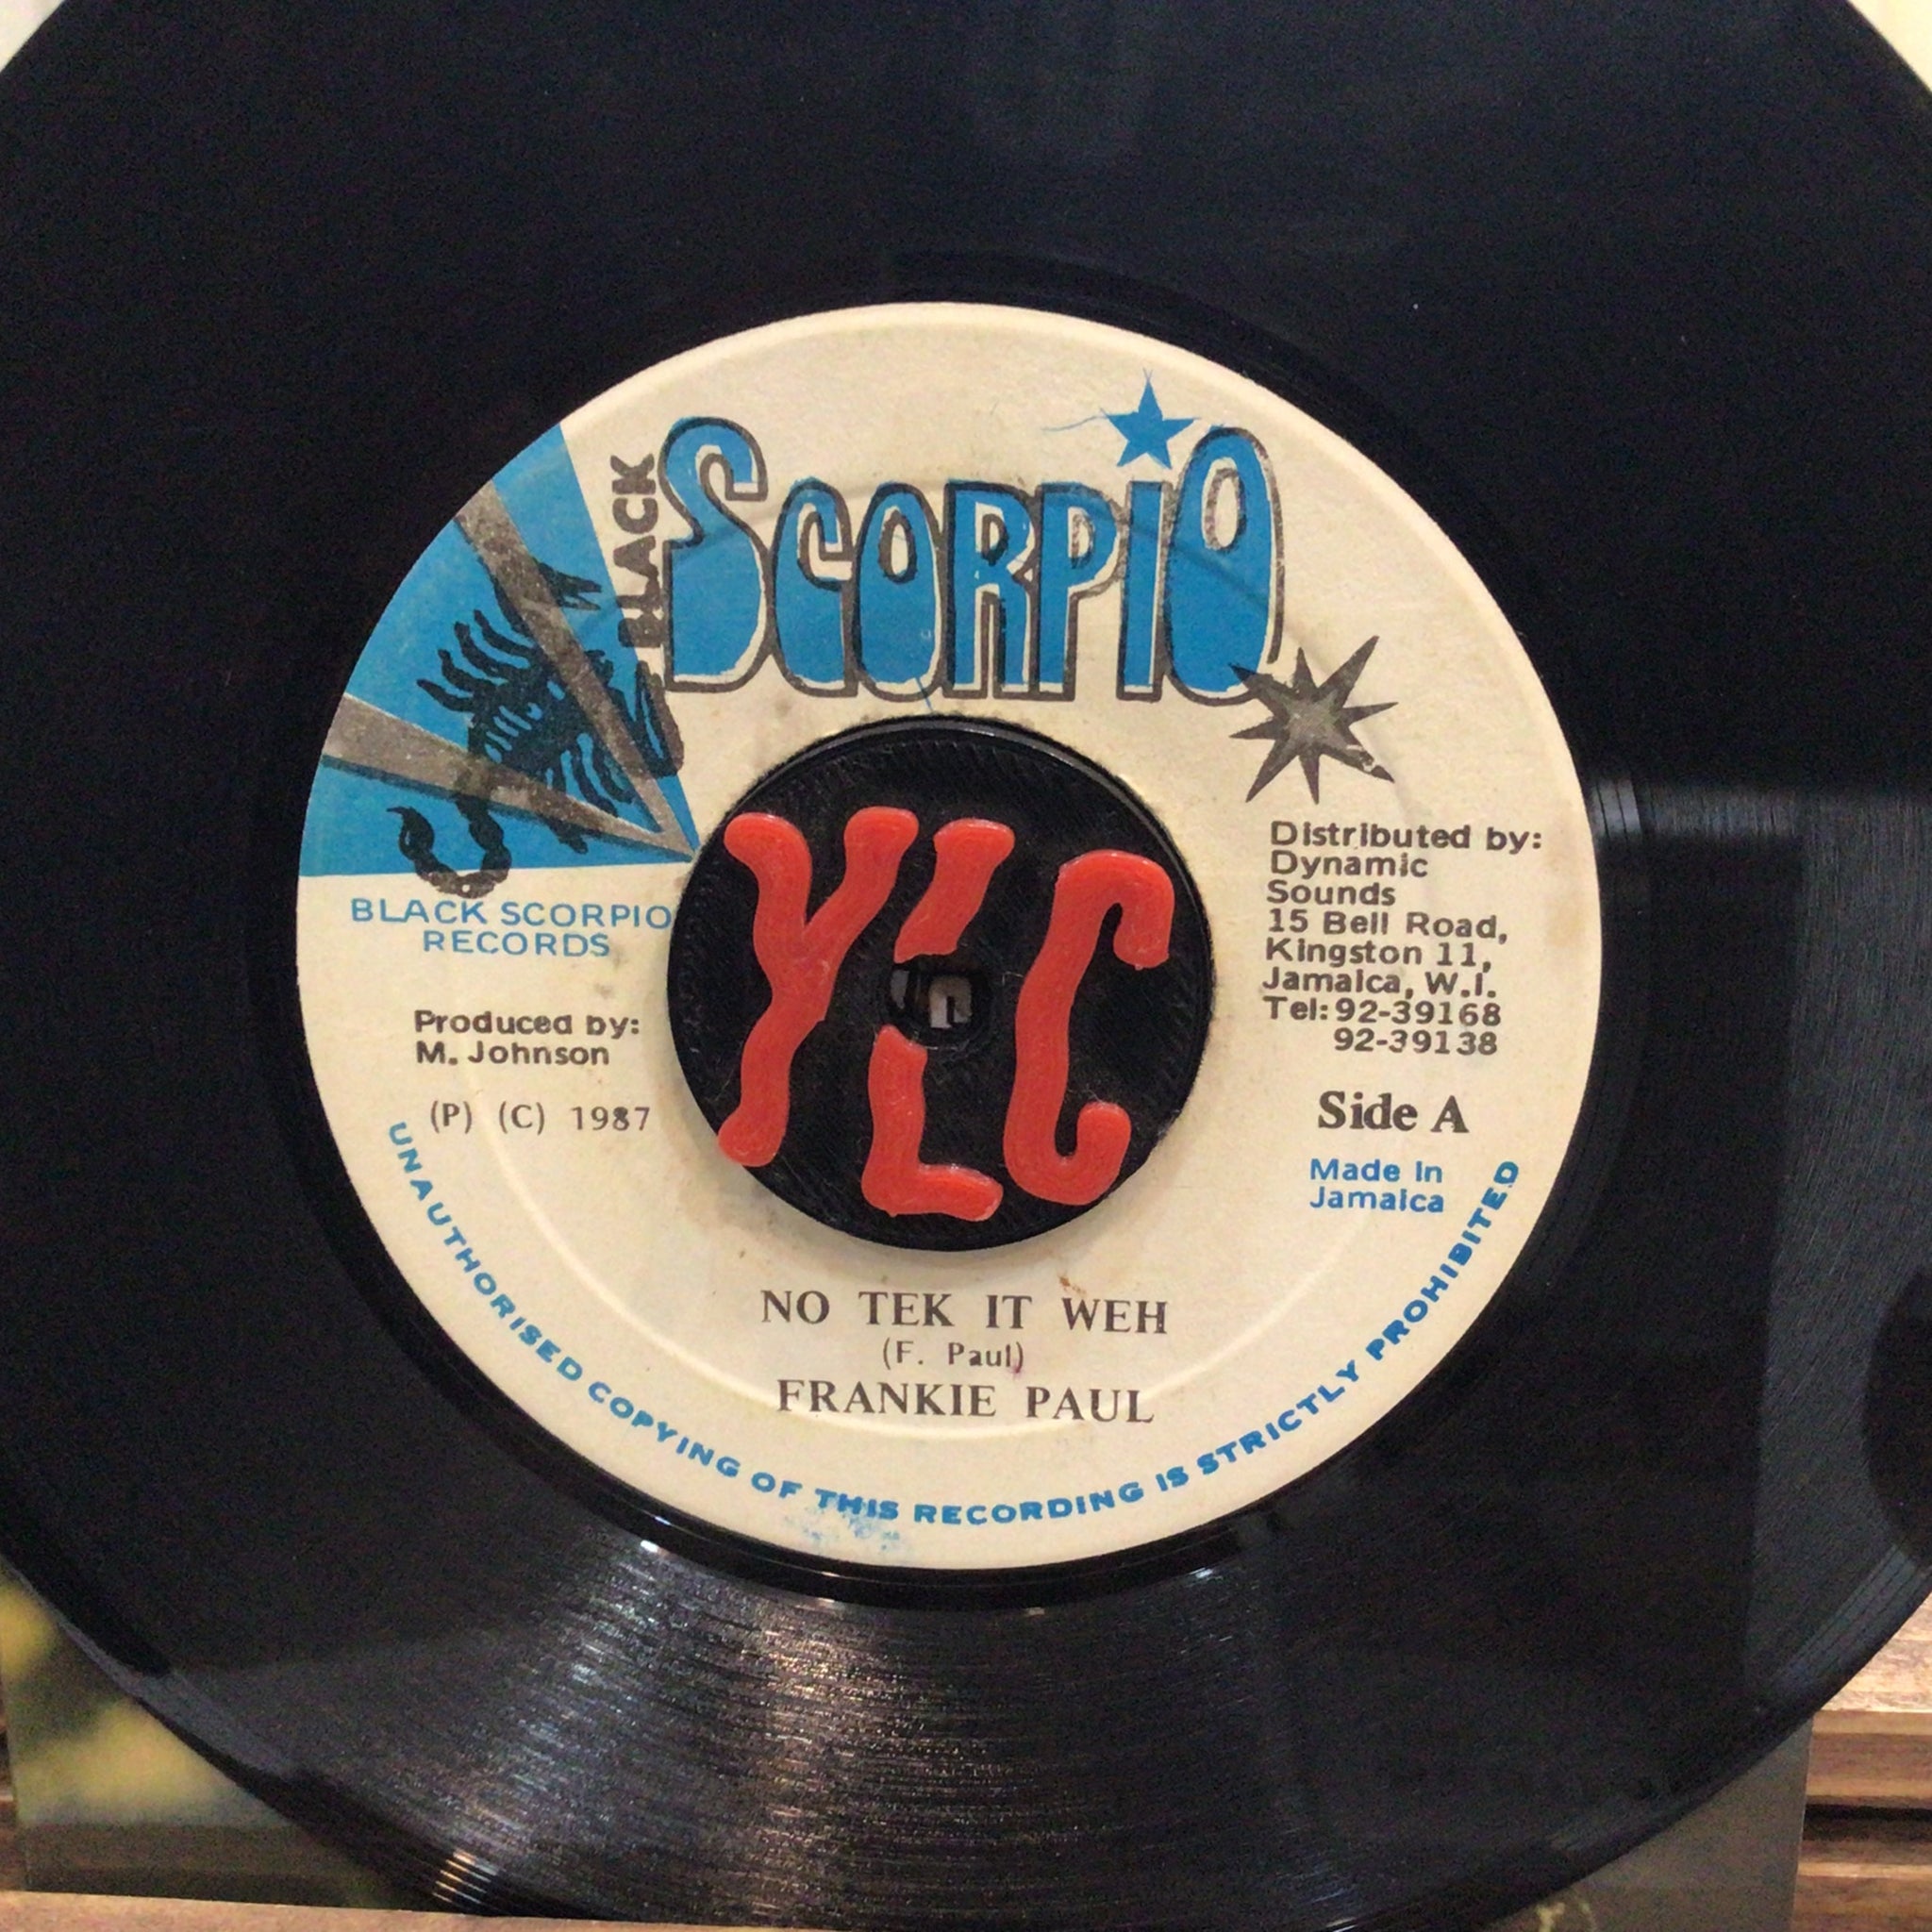 BLACK
SCORPIO
BLACK SCORPIO
RECORDS
Produced by:
M. Johnson
(P) (C) 1987
YLC
Distributed by:
Dynamic
Sounds
15 Bell Road,
Kingston 11,
Jamaica, W.I.
Tel: 92-39168
92-39138
Side A
Made In
Jamaica
NO TEK IT WEH
(F. Paul)
FRANKIE PAUL
UNAUTHORISED COPYING OF THIS RECORDING IS STRICTLY PROHIBITED